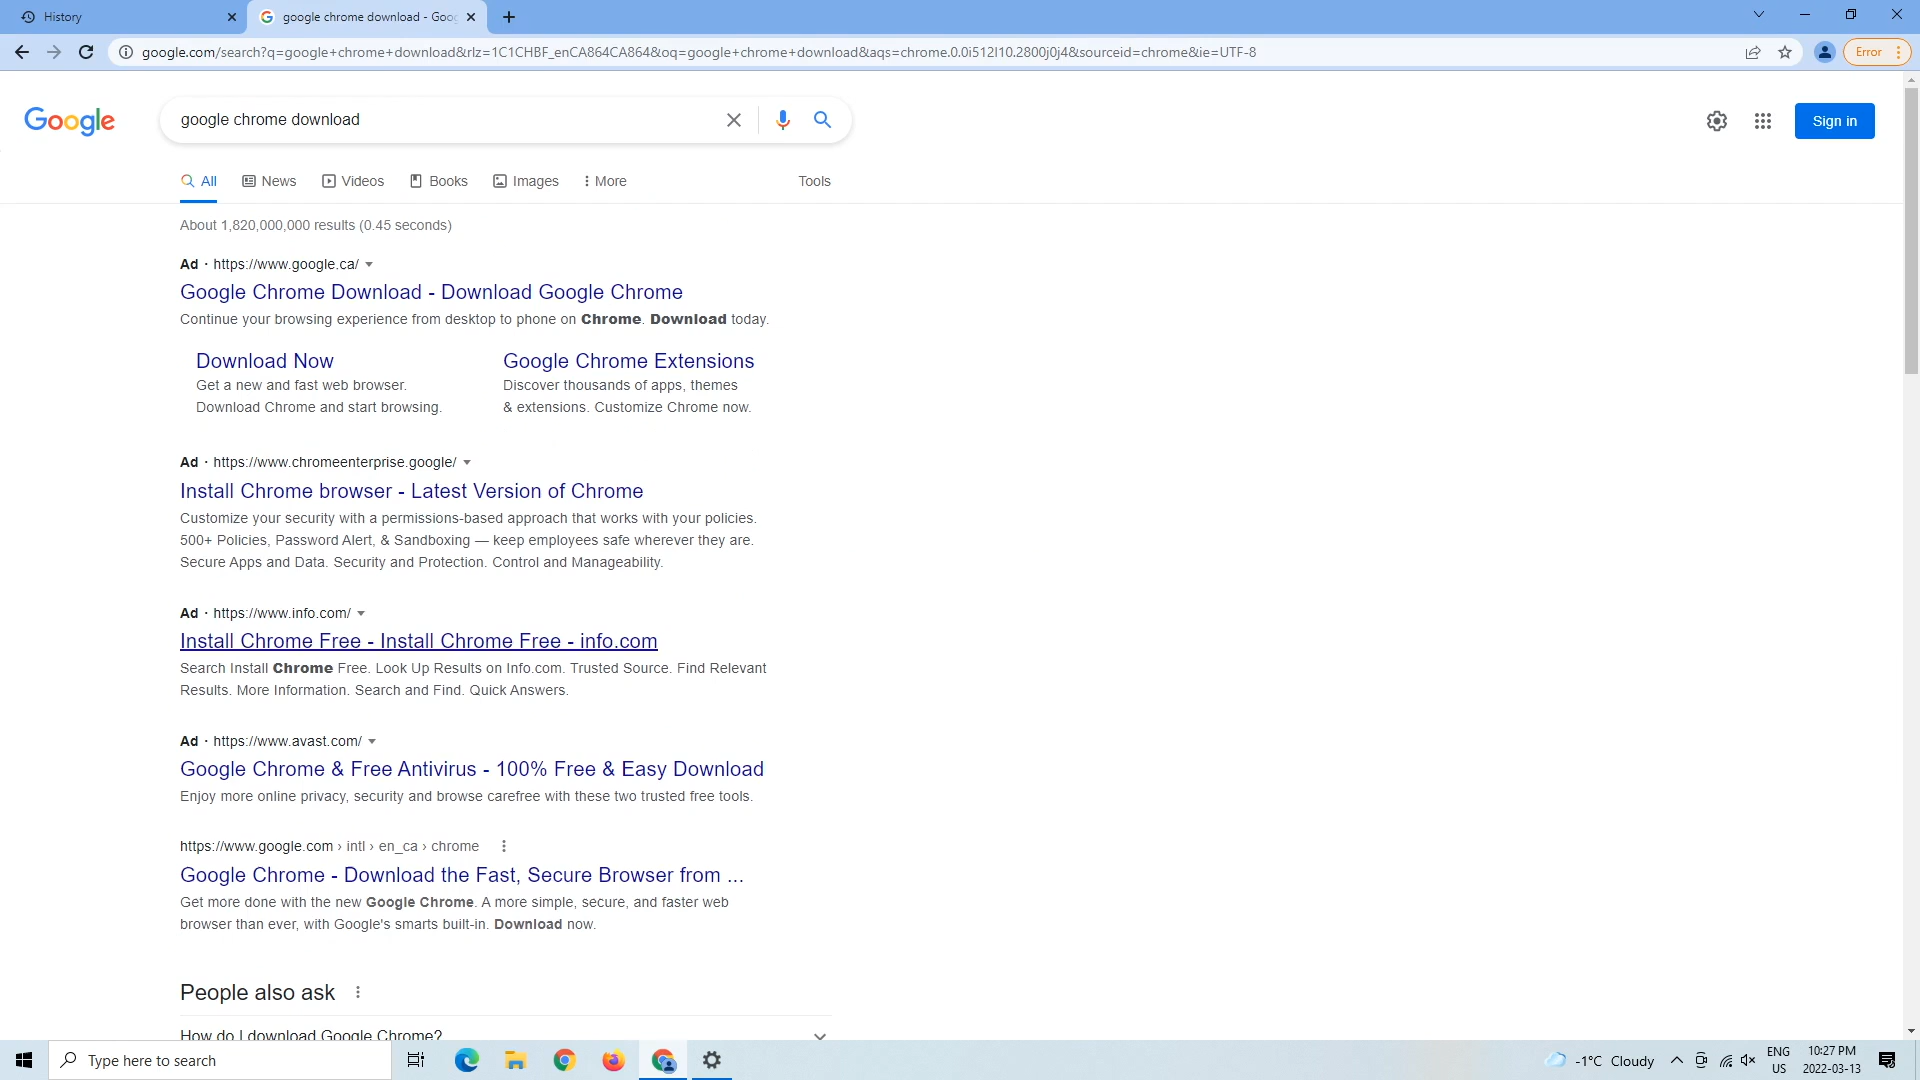 History
google chrome download - Goo
google.com/search?q=google+chrome+download&rlz=1C1CHBF_enCA864CA864&oq=google+chrome+download&aqs=chrome.0.0i512l10.2800j0j4&sourceid=chrome&ie=UTF-8
Error
Google
google chrome download
Sign in
All News Videos Books Images More Tools
About 1,820,000,000 results (0.45 seconds)
Ad · https://www.google.ca/
Google Chrome Download - Download Google Chrome
Continue your browsing experience from desktop to phone on Chrome. Download today.
Download Now
Get a new and fast web browser.
Download Chrome and start browsing.
Google Chrome Extensions
Discover thousands of apps, themes
& extensions. Customize Chrome now.
Ad · https://www.chromeenterprise.google/
Install Chrome browser - Latest Version of Chrome
Customize your security with a permissions-based approach that works with your policies.
500+ Policies, Password Alert, & Sandboxing — keep employees safe wherever they are.
Secure Apps and Data. Security and Protection. Control and Manageability.
Ad · https://www.info.com/
Install Chrome Free - Install Chrome Free - info.com
Search Install Chrome Free. Look Up Results on Info.com. Trusted Source. Find Relevant
Results. More Information. Search and Find. Quick Answers.
Ad · https://www.avast.com/
Google Chrome & Free Antivirus - 100% Free & Easy Download
Enjoy more online privacy, security and browse carefree with these two trusted free tools.
https://www.google.com › intl › en_ca › chrome
Google Chrome - Download the Fast, Secure Browser from ...
Get more done with the new Google Chrome. A more simple, secure, and faster web
browser than ever, with Google's smarts built-in. Download now.
People also ask
How do I download Google Chrome?
Type here to search
-1°C Cloudy
ENG
US
10:27 PM
2022-03-13